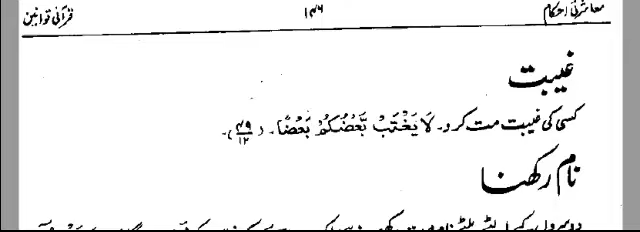 معاشرتی احکام ۱۴۶ قرآنی قوانین
غیبت
کسی کی غیبت مت کرو۔ لَا يَغْتَبْ بَّعْضُكُمْ بَعْضًا۔ (۴۹/۱۲)۔
نام رکھنا